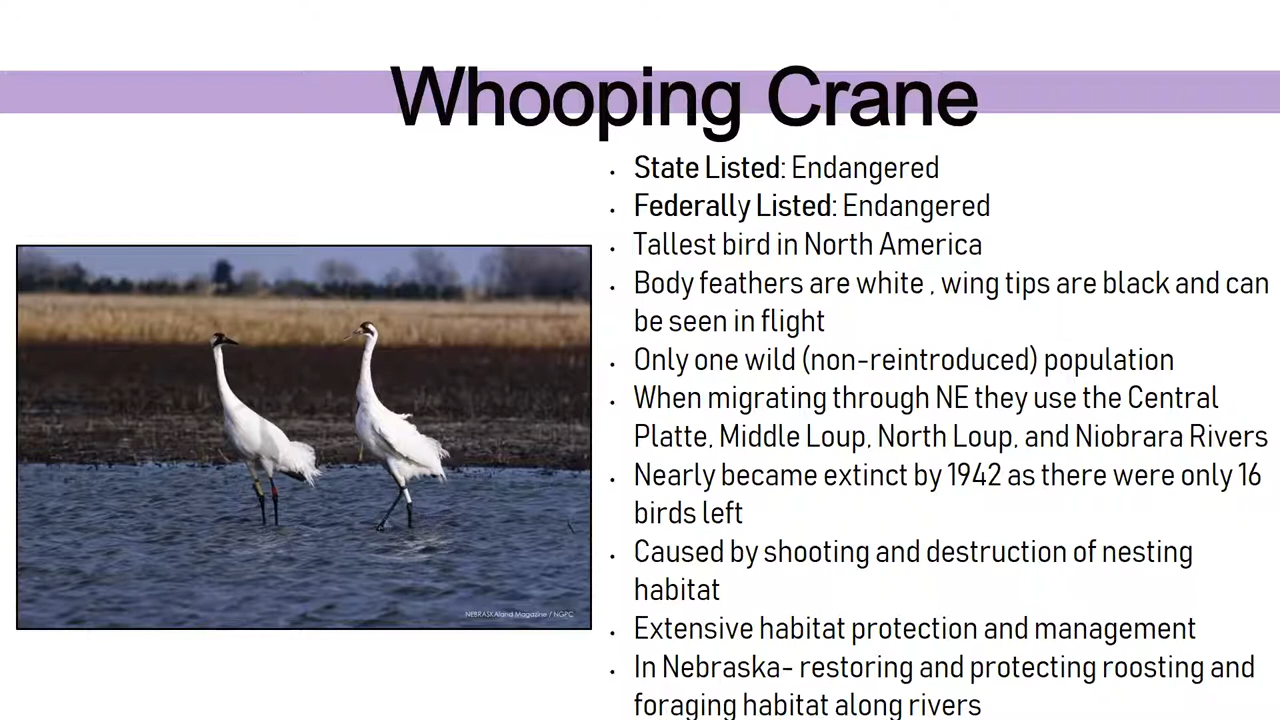 Whooping Crane
State Listed: Endangered
Federally Listed: Endangered
Tallest bird in North America
Body feathers are white , wing tips are black and can
be seen in flight
Only one wild (non-reintroduced) population
When migrating through NE they use the Central
Platte, Middle Loup, North Loup, and Niobrara Rivers
Nearly became extinct by 1942 as there were only 16
birds left
Caused by shooting and destruction of nesting
habitat
Extensive habitat protection and management
In Nebraska- restoring and protecting roosting and
foraging habitat along rivers
NEBRASKAland Magazine / NGPC